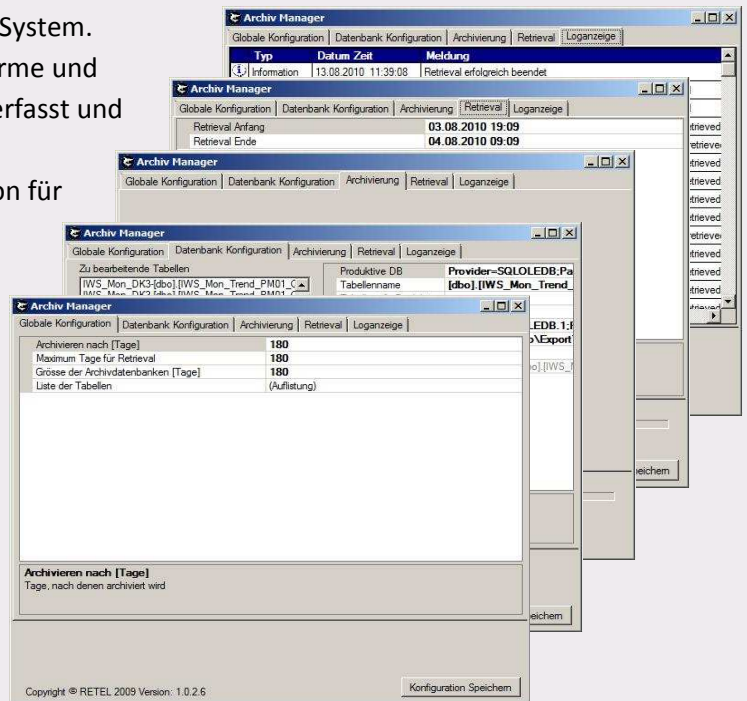 System.
rme und
erfasst und
on für
Archiv Manager
Globale Konfiguration Datenbank Konfiguration Archivierung Retrieval Loganzeige
Typ Datum Zeit Meldung
Information 13.08.2010 11:39:08 Retrieval erfolgreich beendet
Archiv Manager
Globale Konfiguration Datenbank Konfiguration Archivierung Retrieval Loganzeige
Retrieval Anfang 03.08.2010 19:09
Retrieval Ende 04.08.2010 09:09
Archiv Manager
Globale Konfiguration Datenbank Konfiguration Archivierung Retrieval Loganzeige
Archiv Manager
Globale Konfiguration Datenbank Konfiguration Archivierung Retrieval Loganzeige
Zu bearbeitende Tabellen Produktive DB Provider=SQLOLEDB;Pa
Tabellenname [dbo].[IWS_Mon_Trend_
Archiv Manager
Globale Konfiguration Datenbank Konfiguration Archivierung Retrieval Loganzeige
Archivieren nach [Tage] 180
Maximum Tage für Retrieval 180
Grösse der Archivdatenbanken [Tage] 180
Liste der Tabellen (Auflistung)
Archivieren nach [Tage]
Tage, nach denen archiviert wird
Copyright © RETEL 2009 Version: 1.0.2.6 Konfiguration Speichern